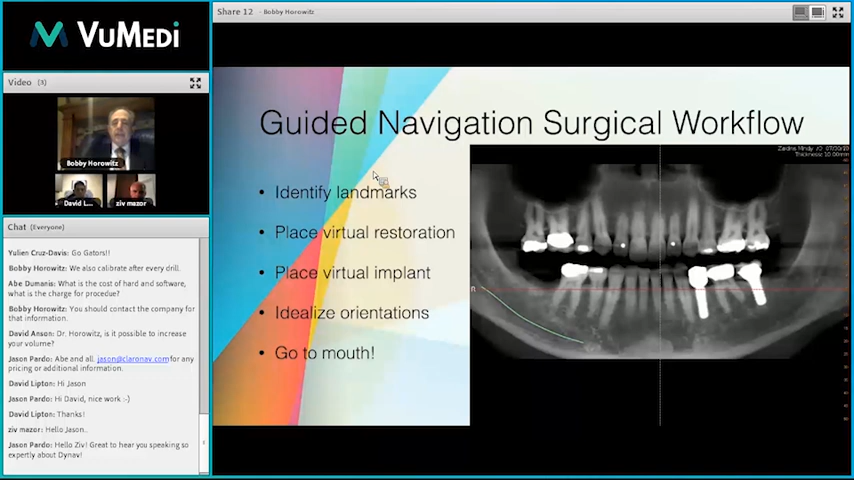 VUMEDI
Share 12 - Bobby Horowitz
Video (3)
Bobby Horowitz
David L...
ziv mazor
Chat (Everyone)
Yulien Cruz-Davis: Go Gators!!
Bobby Horowitz: We also calibrate after every drill.
Abe Dumanis: What is the cost of hard and software,
what is the charge for procedue?
Bobby Horowitz: You should contact the company for
that information.
David Anson: Dr. Horowitz, is it possible to increase
your volume?
Jason Pardo: Abe and all. jason@claronav.com for any
pricing or additional information.
David Lipton: Hi Jason
Jason Pardo: Hi David, nice work :-)
David Lipton: Thanks!
ziv mazor: Hello Jason..
Jason Pardo: Hello Ziv! Great to hear you speaking so
expertly about Dynav!
Guided Navigation Surgical Workflow
• Identify landmarks
• Place virtual restoration
• Place virtual implant
• Idealize orientations
• Go to mouth!
Thickness: 10.00mm
R